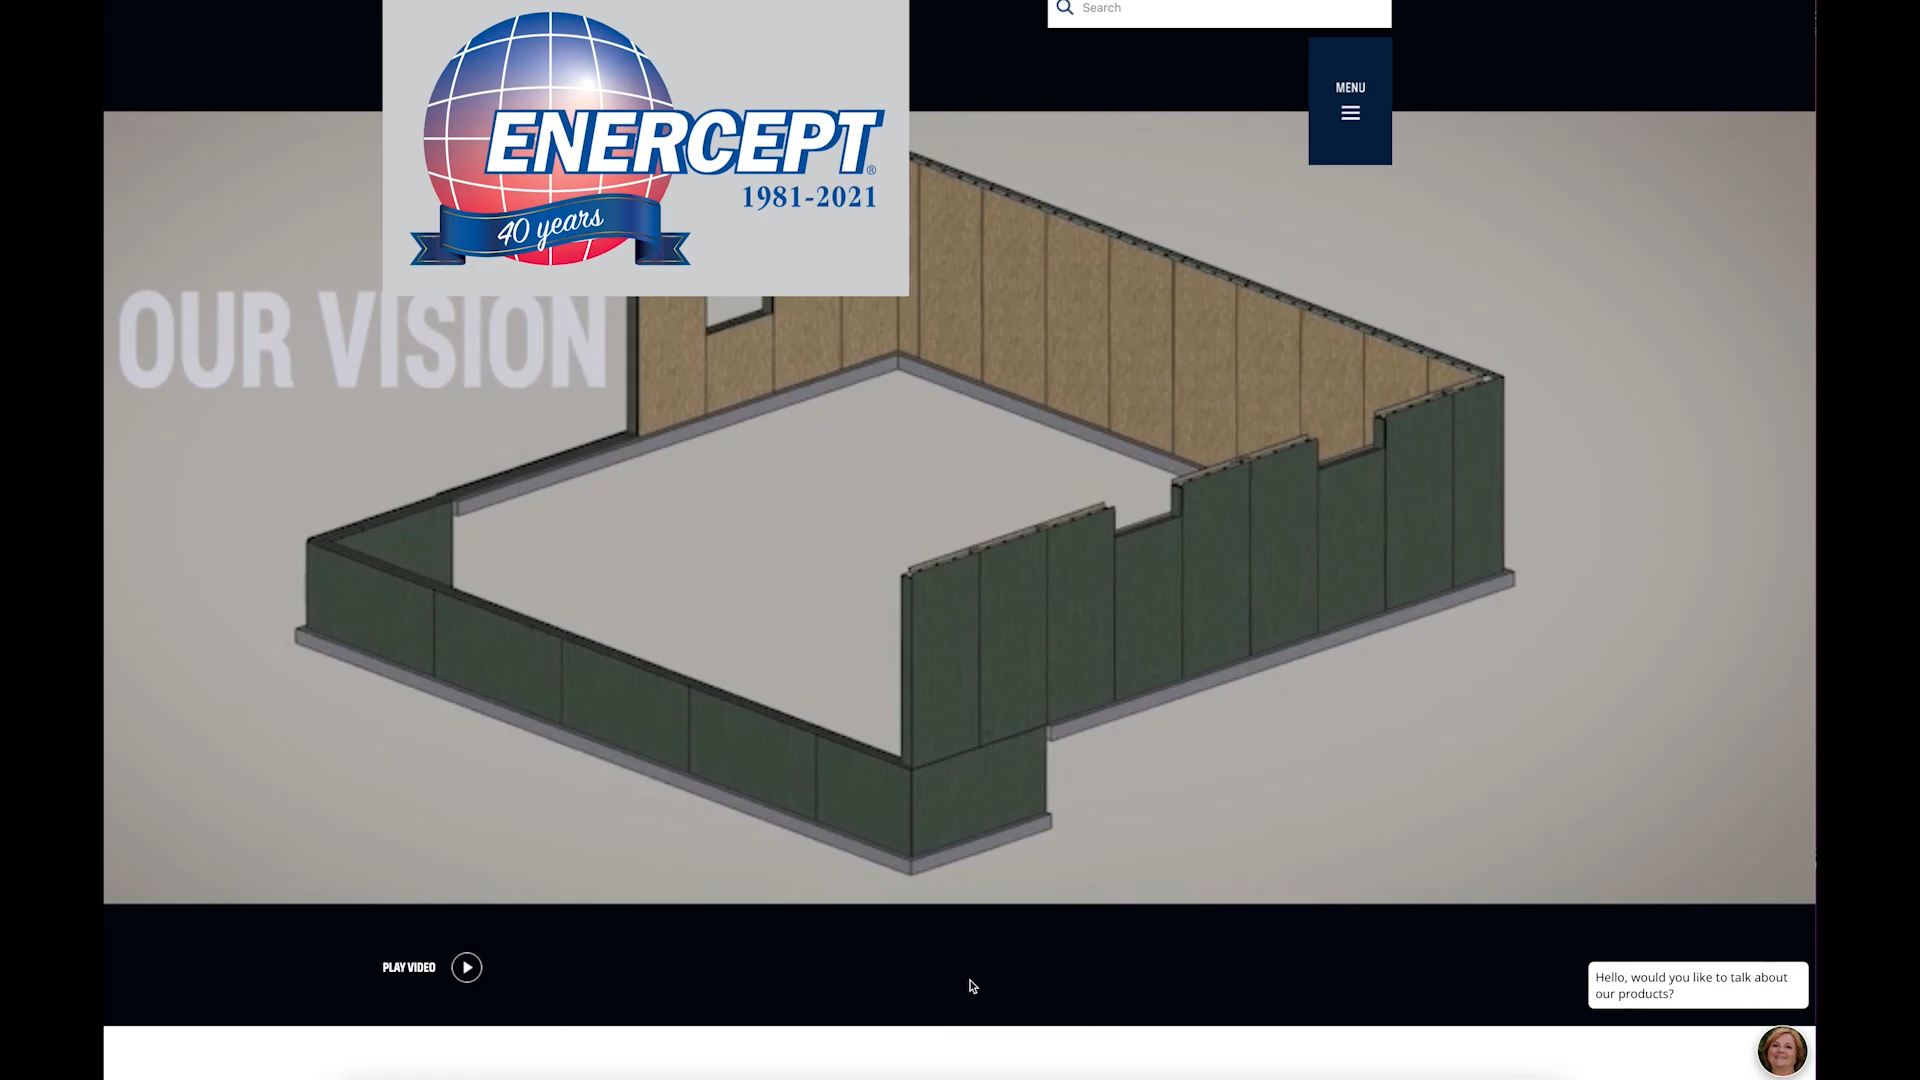 Search
MENU
ENERCEPT®
1981-2021
40 years
OUR VISION
PLAY VIDEO
Hello, would you like to talk about
our products?